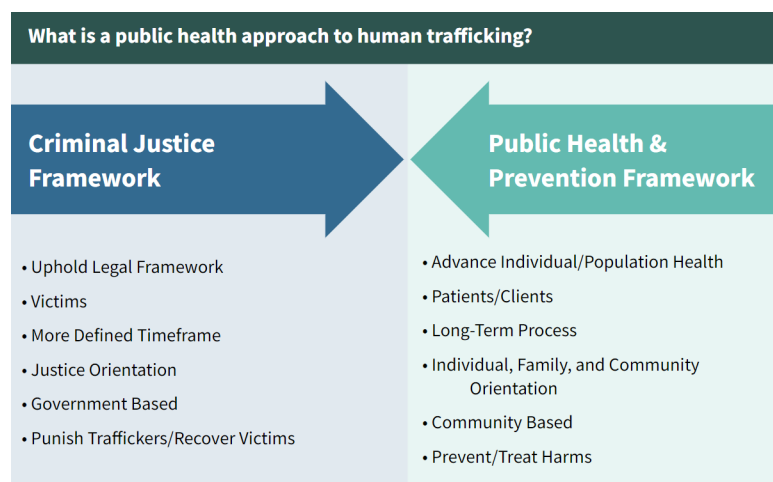 What is a public health approach to human trafficking?
Criminal Justice
Framework
• Uphold Legal Framework
• Victims
• More Defined Timeframe
• Justice Orientation
• Government Based
• Punish Traffickers/Recover Victims
Public Health &
Prevention Framework
• Advance Individual/Population Health
• Patients/Clients
• Long-Term Process
• Individual, Family, and Community
Orientation
• Community Based
• Prevent/Treat Harms